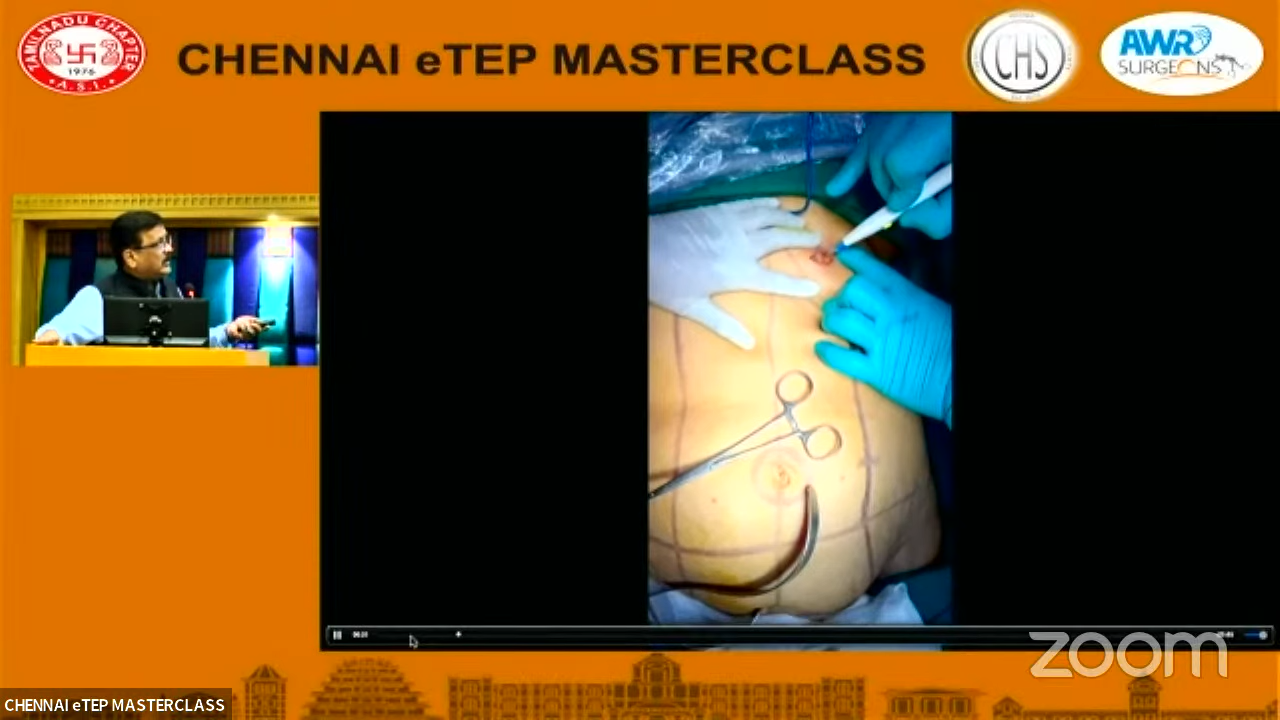 TAMILNADU CHAPTER
1976
A.S.I.
CHENNAI eTEP MASTERCLASS
CHS
AWR
SURGEONS
zoom
CHENNAI eTEP MASTERCLASS